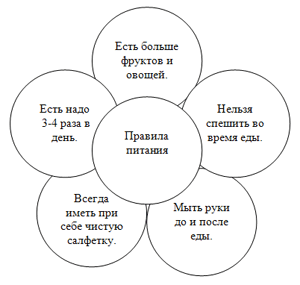 Есть больше
фруктов и
овощей.
Есть надо
3-4 раза в
день.
Нельзя
спешить во
время еды.
Правила
питания
Всегда
иметь при
себе чистую
салфетку.
Мыть руки
до и после
еды.